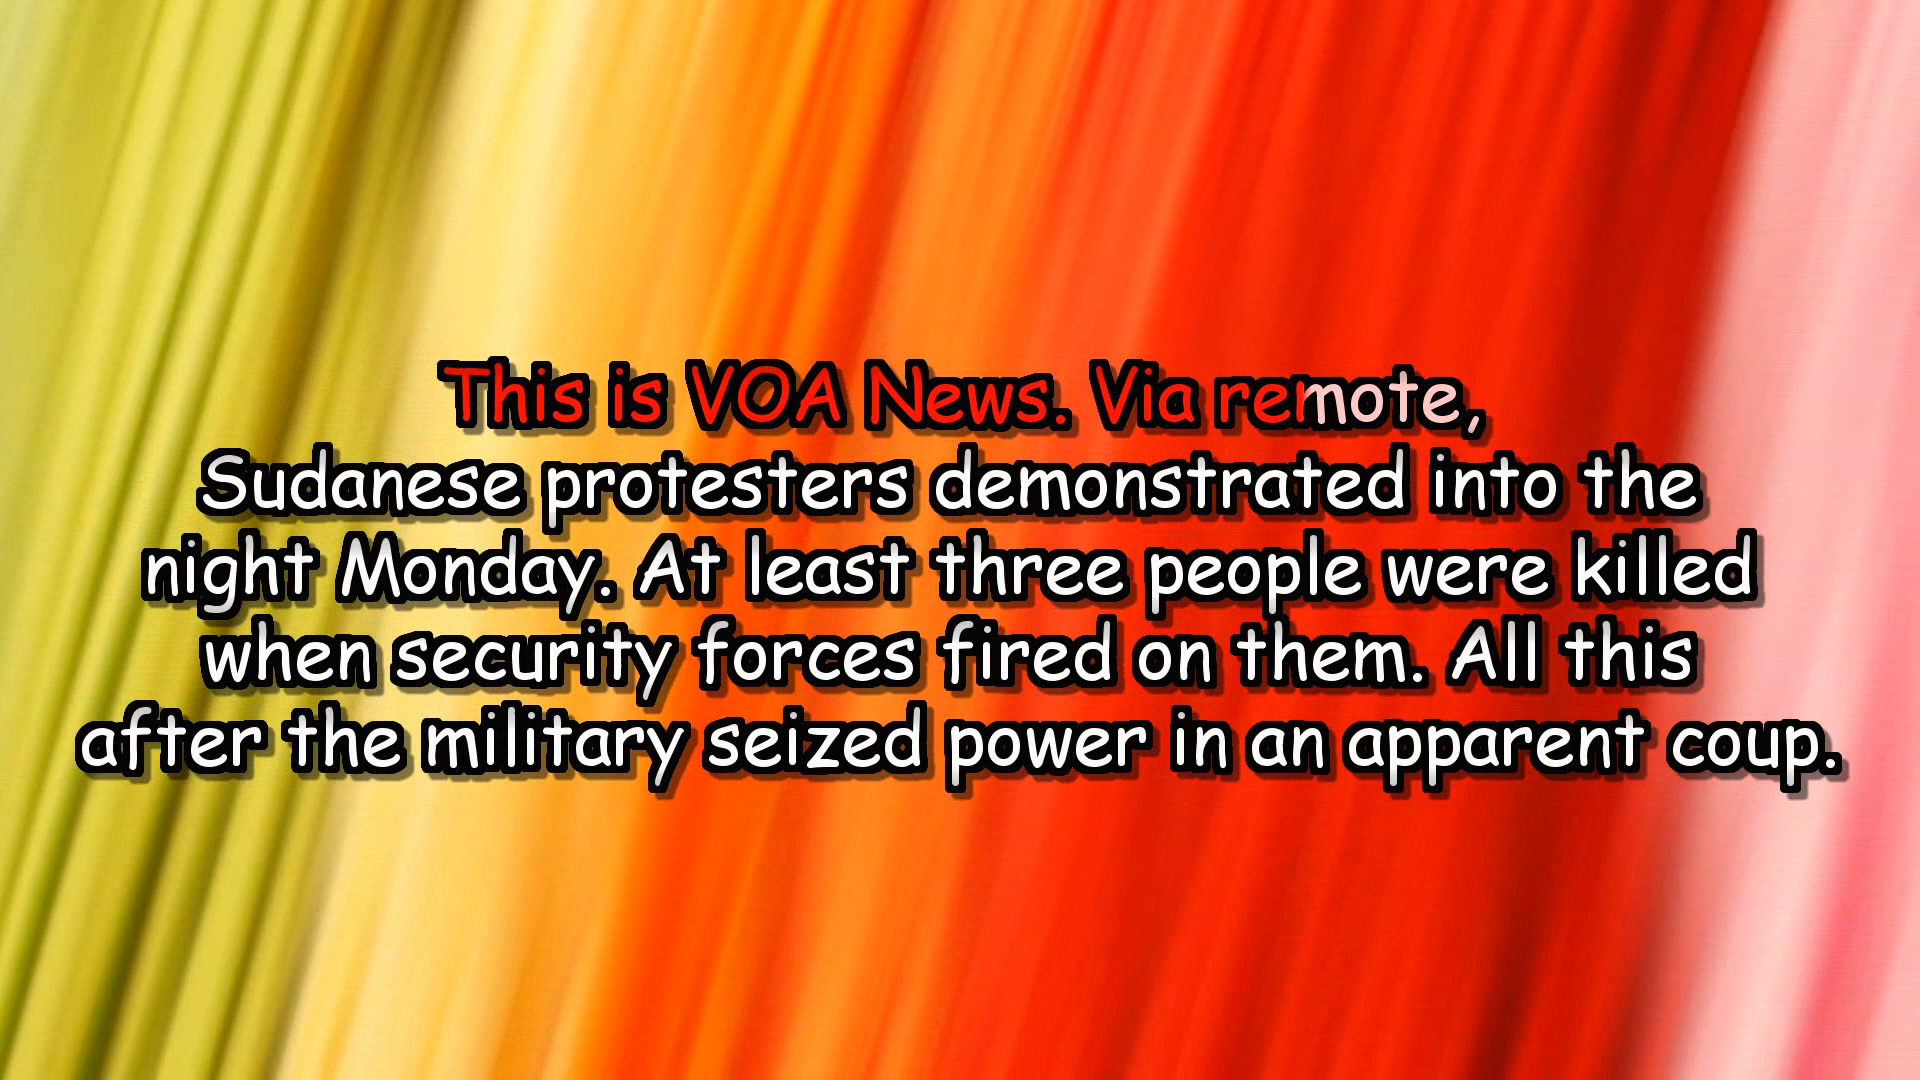 This is VOA News. Via remote,
Sudanese protesters demonstrated into the
night Monday. At least three people were killed
when security forces fired on them. All this
after the military seized power in an apparent coup.